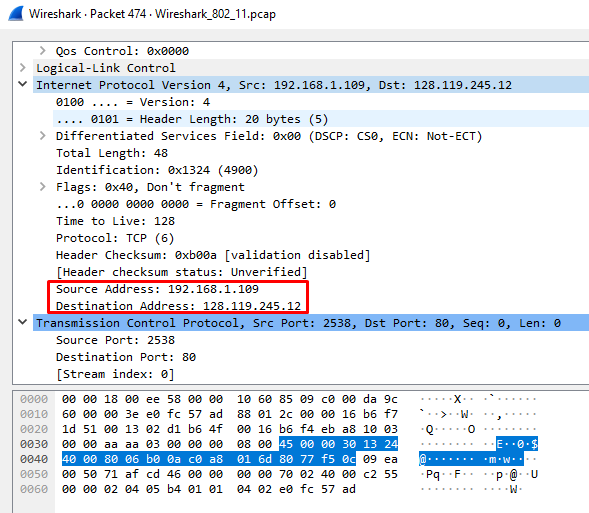 Wireshark · Packet 474 · Wireshark_802_11.pcap
Qos Control: 0x0000
Logical-Link Control
Internet Protocol Version 4, Src: 192.168.1.109, Dst: 128.119.245.12
0100 .... = Version: 4
.... 0101 = Header Length: 20 bytes (5)
Differentiated Services Field: 0x00 (DSCP: CS0, ECN: Not-ECT)
Total Length: 48
Identification: 0x1324 (4900)
Flags: 0x40, Don't fragment
...0 0000 0000 0000 = Fragment Offset: 0
Time to Live: 128
Protocol: TCP (6)
Header Checksum: 0xb00a [validation disabled]
[Header checksum status: Unverified]
Source Address: 192.168.1.109
Destination Address: 128.119.245.12
Transmission Control Protocol, Src Port: 2538, Dst Port: 80, Seq: 0, Len: 0
Source Port: 2538
Destination Port: 80
[Stream index: 0]
0000 00 00 18 00 ee 58 00 00 10 60 85 09 c0 00 da 9c ·····X·· ·`······
0010 60 00 00 3e e0 fc 57 ad 88 01 2c 00 00 16 b6 f7 `··>··W· ··,·····
0020 1d 51 00 13 02 d1 b6 4f 00 16 b6 f4 eb a8 10 03 ·Q·····O ········
0030 00 00 aa aa 03 00 00 00 08 00 45 00 00 30 13 24 ········ ··E··0·$
0040 40 00 80 06 b0 0a c0 a8 01 6d 80 77 f5 0c 09 ea @······· ·m·w····
0050 00 50 71 af cd 46 00 00 00 00 70 02 40 00 c2 55 ·Pq··F·· ··p·@··U
0060 00 00 02 04 05 b4 01 01 04 02 e0 fc 57 ad ········ ····W·